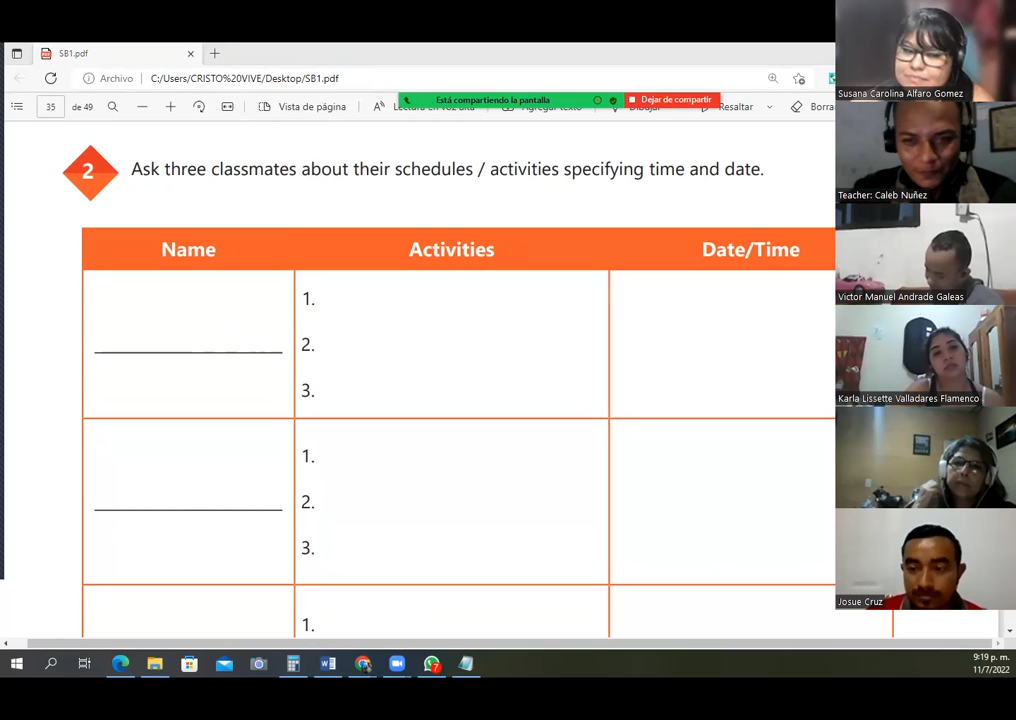 SB1.pdf
Archivo
C:/Users/CRISTO%20VIVE/Desktop/SB1.pdf
35 de 49
Vista de página
Está compartiendo la pantalla
Dejar de compartir
Resaltar
2
Ask three classmates about their schedules / activities specifying time and date.
Name Activities Date/Time
1.
2.
3.
1.
2.
3.
1.
Susana Carolina Alfaro Gomez
Teacher: Caleb Nuñez
Victor Manuel Andrade Galeas
Karla Lissette Valladares Flamenco
Josue Cruz
7
9:19 p. m.
11/7/2022